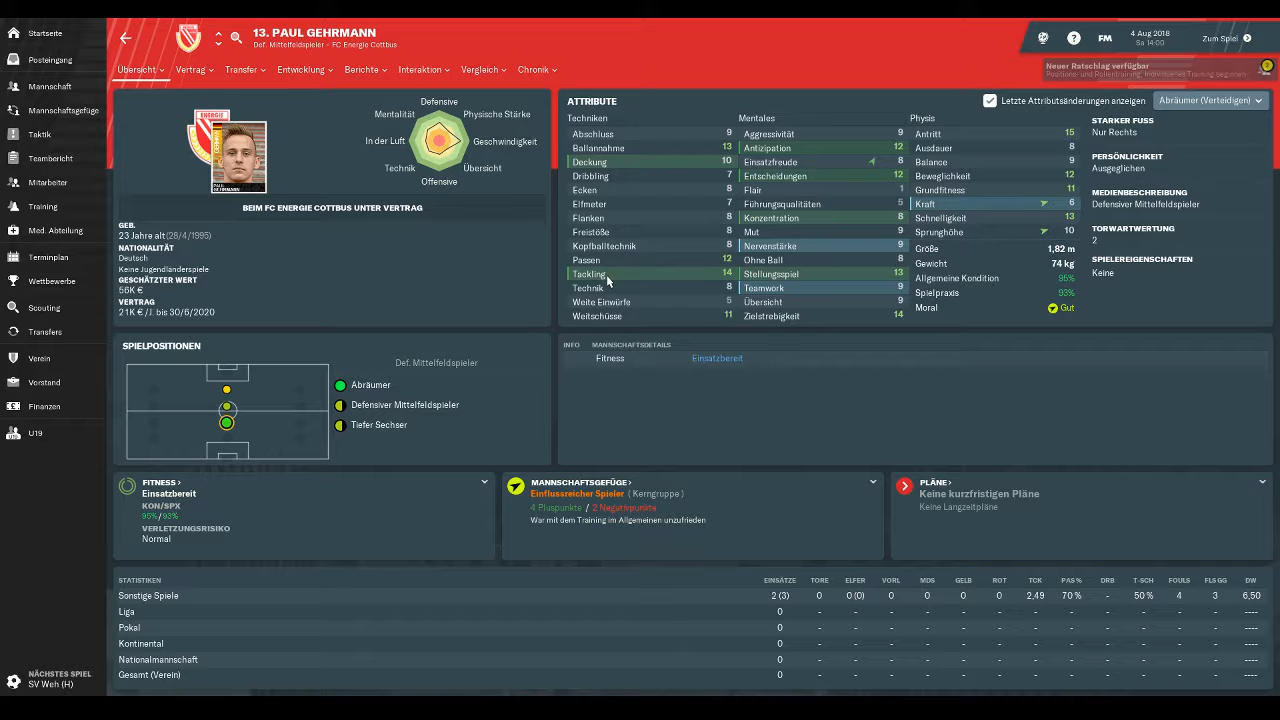 Startseite
Posteingang
Mannschaft
Mannschaftsgefüge
Taktik
Teambericht
Mitarbeiter
Training
Med. Abteilung
Terminplan
Wettbewerbe
Scouting
Transfers
Verein
Vorstand
Finanzen
U19
NÄCHSTES SPIEL
SV Weh (H)
13. PAUL GEHRMANN
Def. Mittelfeldspieler - FC Energie Cottbus
FM
4 Aug 2018
Sa 14:00
Zum Spiel
Neuer Ratschlag verfügbar
Positions- und Rollentraining, Individuelles Training beginnen
Übersicht Vertrag Transfer Entwicklung Berichte Interaktion Vergleich Chronik
ENERGIE
PAUL
GEHRMANN
Defensive
Mentalität Physische Stärke
In der Luft Geschwindigkeit
Technik Übersicht
Offensive
BEIM FC ENERGIE COTTBUS UNTER VERTRAG
GEB.
23 Jahre alt (28/4/1995)
NATIONALITÄT
Deutsch
Keine Jugendländerspiele
GESCHÄTZTER WERT
56K €
VERTRAG
21K € /J. bis 30/6/2020
ATTRIBUTE
Letzte Attributsänderungen anzeigen
Abräumer (Verteidigen)
Techniken Mentales Physis
Abschluss 9 Aggressivität 9 Antritt 15
Ballannahme 13 Antizipation 12 Ausdauer 8
Deckung 10 Einsatzfreude 8 Balance 9
Dribbling 7 Entscheidungen 12 Beweglichkeit 12
Ecken 8 Flair 1 Grundfitness 11
Elfmeter 7 Führungsqualitäten 5 Kraft 6
Flanken 8 Konzentration 8 Schnelligkeit 13
Freistöße 8 Mut 9 Sprunghöhe 10
Kopfballtechnik 8 Nervenstärke 9 Größe 1,82 m
Passen 12 Ohne Ball 8 Gewicht 74 kg
Tackling 14 Stellungsspiel 13 Allgemeine Kondition 95%
Technik 8 Teamwork 9 Spielpraxis 93%
Weite Einwürfe 5 Übersicht 9 Moral Gut
Weitschüsse 11 Zielstrebigkeit 14
STARKER FUSS
Nur Rechts
PERSÖNLICHKEIT
Ausgeglichen
MEDIENBESCHREIBUNG
Defensiver Mittelfeldspieler
TORWARTWERTUNG
2
SPIELEREIGENSCHAFTEN
Keine
SPIELPOSITIONEN
Def. Mittelfeldspieler
Abräumer
Defensiver Mittelfeldspieler
Tiefer Sechser
INFO MANNSCHAFTSDETAILS
Fitness Einsatzbereit
FITNESS
Einsatzbereit
KON/SPX
95% / 93%
VERLETZUNGSRISIKO
Normal
MANNSCHAFTSGEFÜGE
Einflussreicher Spieler ( Kerngruppe )
4 Pluspunkte / 2 Negativpunkte
War mit dem Training im Allgemeinen unzufrieden
PLÄNE
Keine kurzfristigen Pläne
Keine Langzeitpläne
STATISTIKEN EINSÄTZE TORE ELFER VORL MDS GELB ROT TCK PAS % DRB T-SCH FOULS FLS GG DW
Sonstige Spiele 2 (3) 0 0 (0) 0 0 0 0 2,49 70 % - 50 % 4 3 6,50
Liga 0 - - - - - - - - - - - - ----
Pokal 0 - - - - - - - - - - - - ----
Kontinental 0 - - - - - - - - - - - - ----
Nationalmannschaft 0 - - - - - - - - - - - - ----
Gesamt (Verein) 0 - - - - - - - - - - - - ----